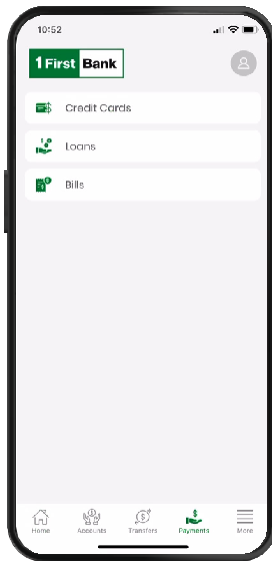 10:52
1 First Bank
Credit Cards
Loans
Bills
Home
Accounts
Transfers
Payments
More